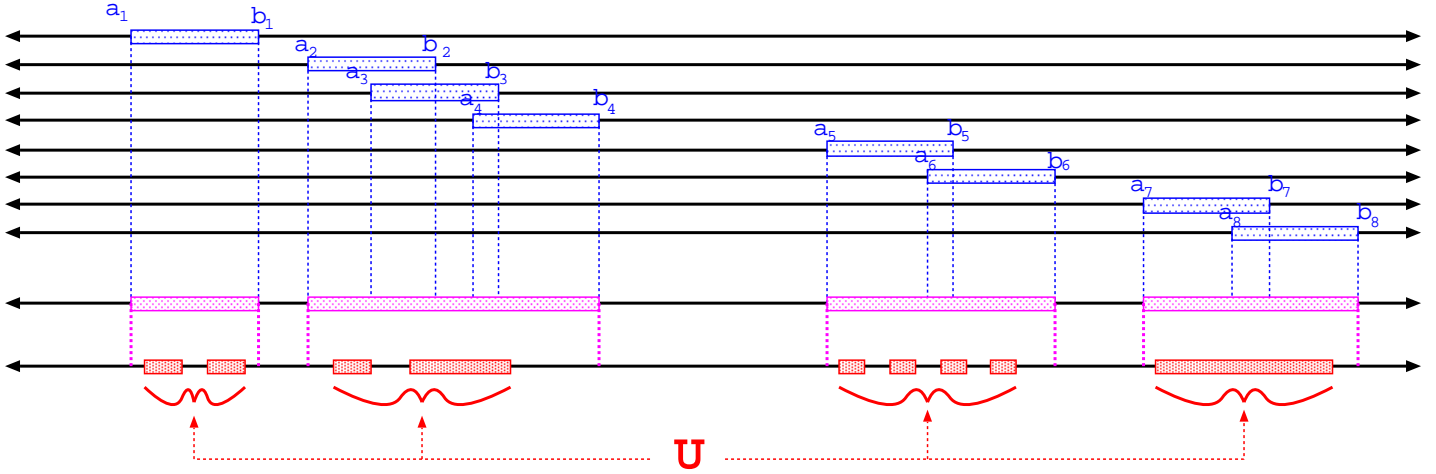 a₁ b₁
a₂ b₂
a₃ b₃
a₄ b₄
a₅ b₅
a₆ b₆
a₇ b₇
a₈ b₈
U